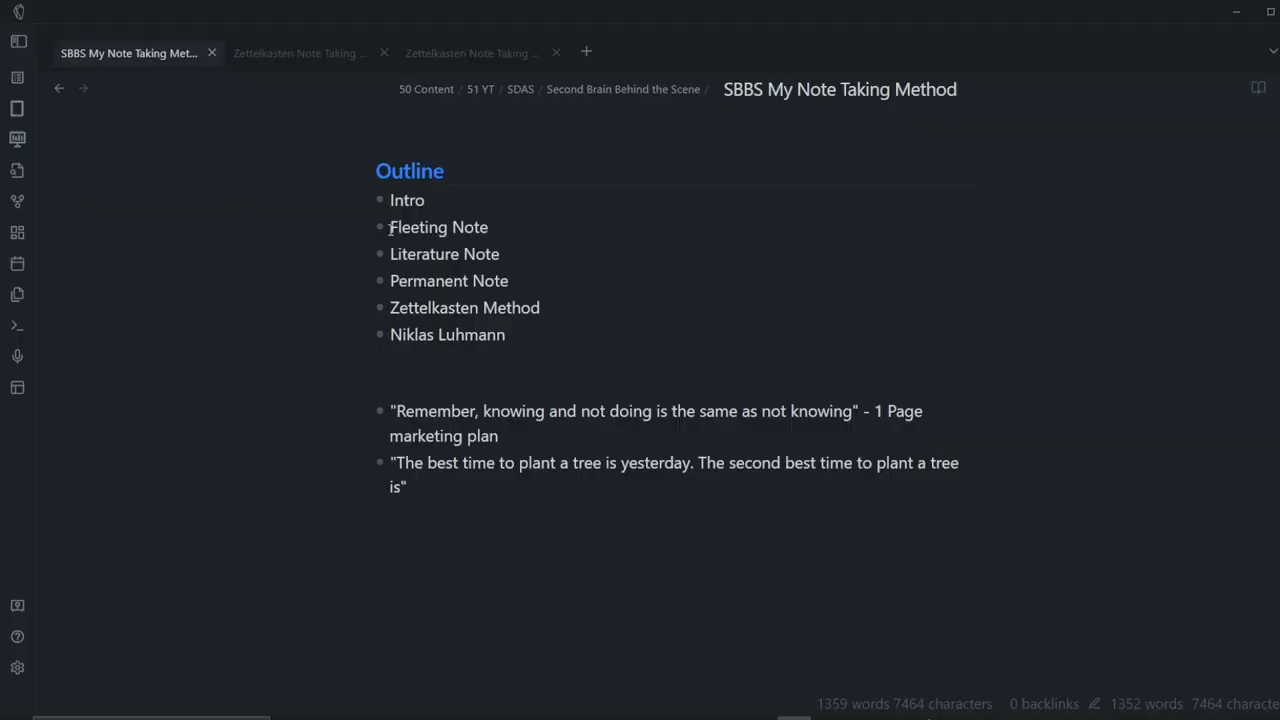 SBBS My Note Taking Met...
Zettelkasten Note Taking ...
Zettelkasten Note Taking ...
50 Content / 51 YT / SDAS / Second Brain Behind the Scene / SBBS My Note Taking Method
Outline
Intro
Fleeting Note
Literature Note
Permanent Note
Zettelkasten Method
Niklas Luhmann
"Remember, knowing and not doing is the same as not knowing" - 1 Page
marketing plan
"The best time to plant a tree is yesterday. The second best time to plant a tree
is"
1359 words 7464 characters 0 backlinks 1352 words 7464 characte